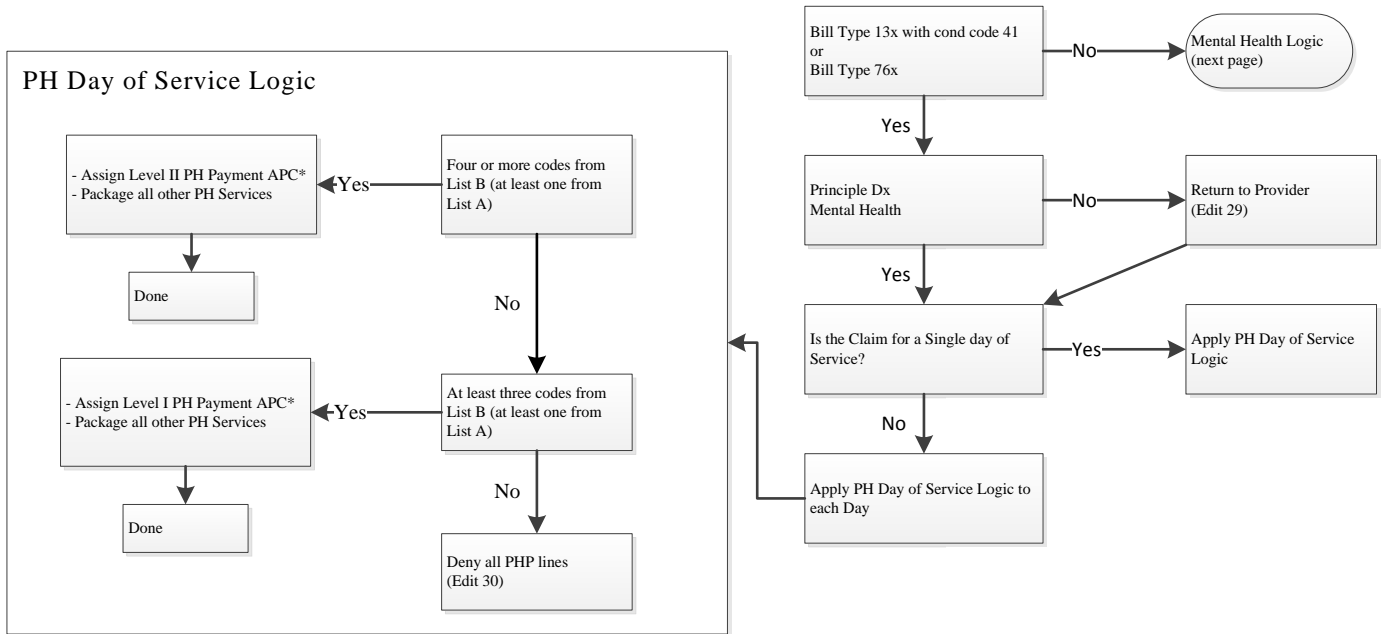 PH Day of Service Logic
- Assign Level II PH Payment APC*
- Package all other PH Services
Yes
Four or more codes from
List B (at least one from
List A)
Done
No
- Assign Level I PH Payment APC*
- Package all other PH Services
Yes
At least three codes from
List B (at least one from
List A)
Done
No
Deny all PHP lines
(Edit 30)
Bill Type 13x with cond code 41
or
Bill Type 76x
No
Mental Health Logic
(next page)
Yes
Principle Dx
Mental Health
No
Return to Provider
(Edit 29)
Yes
Is the Claim for a Single day of
Service?
Yes
Apply PH Day of Service
Logic
No
Apply PH Day of Service Logic to
each Day